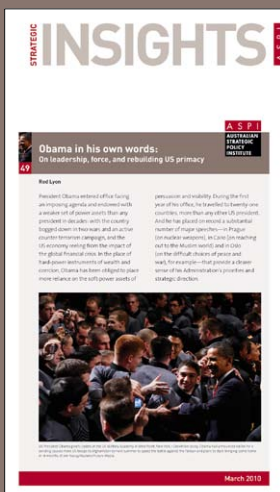 STRATEGIC
INSIGHTS
ASPI
A S P I
AUSTRALIAN
STRATEGIC
POLICY
INSTITUTE
Obama in his own words:
On leadership, force, and rebuilding US primacy
49
Rod Lyon
President Obama entered office facing
an imposing agenda and endowed with
a weaker set of power assets than any
president in decades: with the country
bogged down in two wars and an active
counter-terrorism campaign, and the
US economy reeling from the impact of
the global financial crisis. In the place of
hard-power instruments of wealth and
coercion, Obama has been obliged to place
more reliance on the soft-power assets of
persuasion and mobility. During the first
year of his office, he travelled to twenty-one
countries, more than any other US president.
And he has placed on record a substantial
number of major speeches—in Prague
(on nuclear weapons), in Cairo (on reaching
out to the Muslim world) and in Oslo
(on the difficult choices of peace and
war), for example—that provide a clearer
sense of his Administration's priorities and
strategic direction.
March 2010